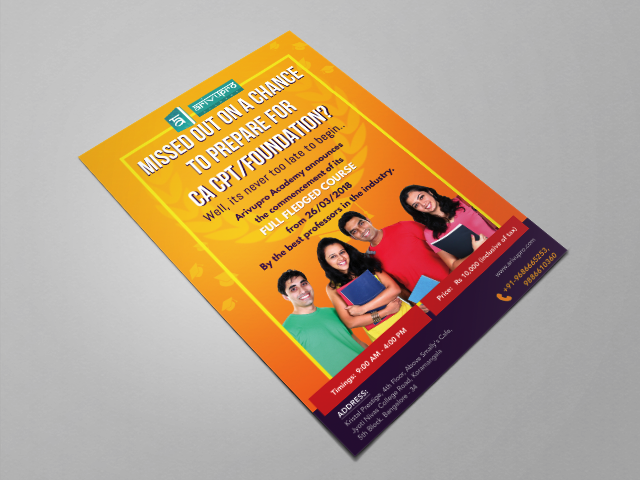 arivupro
MISSED OUT ON A CHANCE
TO PREPARE FOR
CA CPT/FOUNDATION?
Well, its never too late to begin...
Arivupro Academy announces
the commencement of its
FULL FLEDGED COURSE
from 26/03/2018
By the best professors in the industry.
Timings: 9:00 AM - 4:00 PM
Price: Rs 10,000 (inclusive of tax)
ADDRESS:
Kristal Prestige, 4th Floor, Above Smally's Cafe,
Jyoti Nivas College Road, Koramangala
5th Block, Bangalore - 34
www.arivupro.com
+91-9686665253,
9886610360